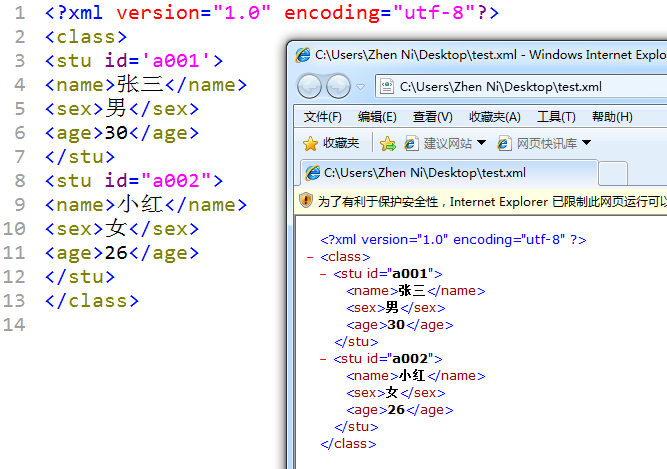 1 <?xml version="1.0" encoding="utf-8"?>
2 <class>
3 <stu id='a001'>
4 <name>张三</name>
5 <sex>男</sex>
6 <age>30</age>
7 </stu>
8 <stu id="a002">
9 <name>小红</name>
10 <sex>女</sex>
11 <age>26</age>
12 </stu>
13 </class>
14
C:\Users\Zhen Ni\Desktop\test.xml - Windows Internet Explo
C:\Users\Zhen Ni\Desktop\test.xml
文件(F) 编辑(E) 查看(V) 收藏夹(A) 工具(T) 帮助(H)
收藏夹 建议网站 网页快讯库
C:\Users\Zhen Ni\Desktop\test.xml
为了有利于保护安全性，Internet Explorer 已限制此网页运行可以
<?xml version="1.0" encoding="utf-8" ?>
- <class>
- <stu id="a001">
<name>张三</name>
<sex>男</sex>
<age>30</age>
</stu>
- <stu id="a002">
<name>小红</name>
<sex>女</sex>
<age>26</age>
</stu>
</class>